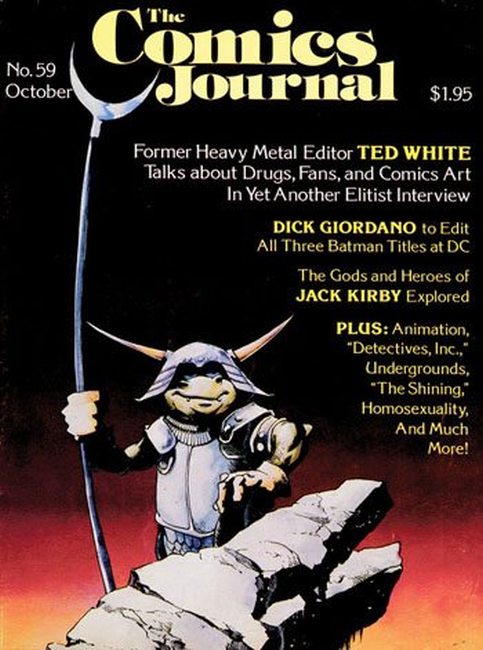 The
Comics
Journal
No. 59
October
$1.95
Former Heavy Metal Editor TED WHITE
Talks about Drugs, Fans, and Comics Art
In Yet Another Elitist Interview
DICK GIORDANO to Edit
All Three Batman Titles at DC
The Gods and Heroes of
JACK KIRBY Explored
PLUS: Animation,
"Detectives, Inc.,"
Undergrounds,
"The Shining,"
Homosexuality,
And Much
More!